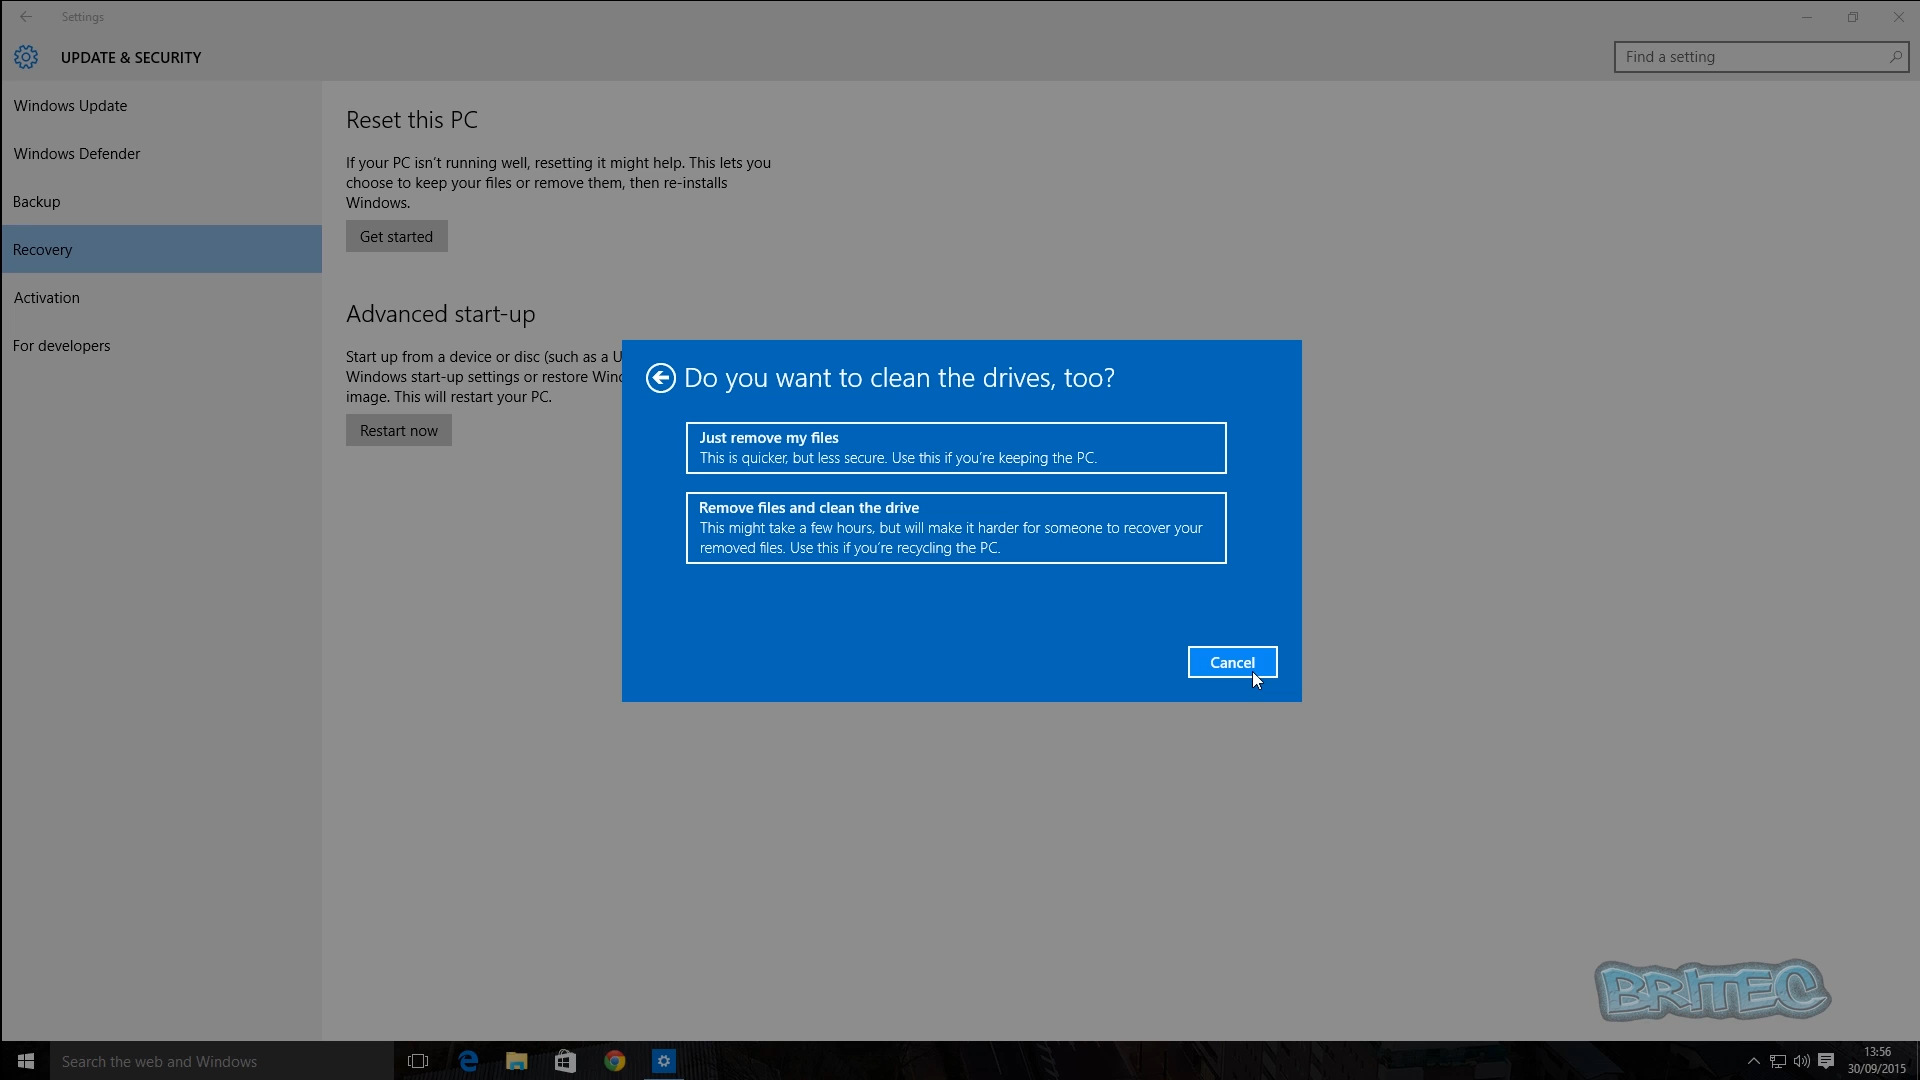 Settings
UPDATE & SECURITY
Find a setting
Windows Update
Windows Defender
Backup
Recovery
Activation
For developers
Reset this PC
If your PC isn't running well, resetting it might help. This lets you
choose to keep your files or remove them, then re-installs
Windows.
Get started
Advanced start-up
Start up from a device or disc (such as a U
Windows start-up settings or restore Winc
image. This will restart your PC.
Restart now
Do you want to clean the drives, too?
Just remove my files
This is quicker, but less secure. Use this if you're keeping the PC.
Remove files and clean the drive
This might take a few hours, but will make it harder for someone to recover your
removed files. Use this if you're recycling the PC.
Cancel
BRITEC
Search the web and Windows
13:56
30/09/2015